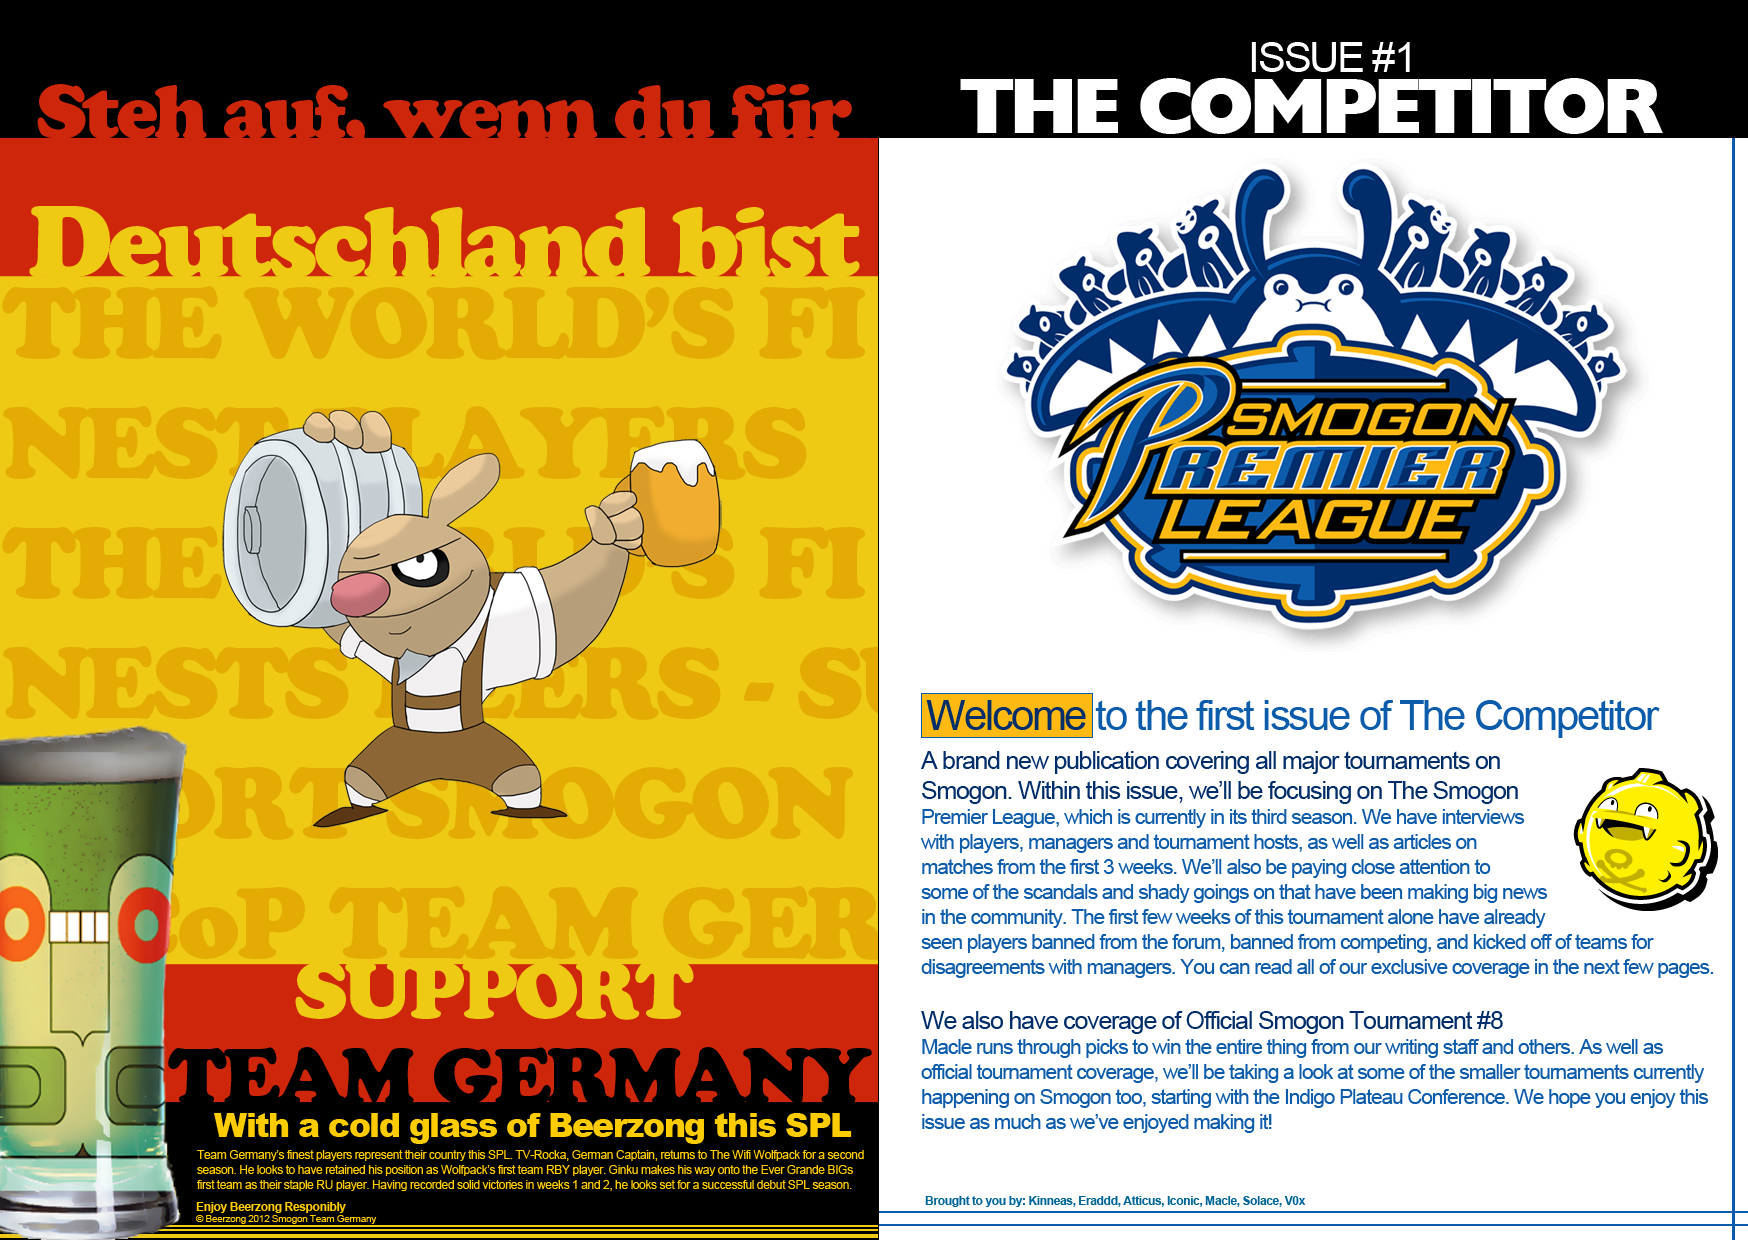 Steh auf, wenn du für
Deutschland bist
THE WORLD'S FI
NEST PLAYERS
THE WORLD'S FI
NESTS BEERS - SU
ORT SMOGON
CoP TEAM GER
SUPPORT
TEAM GERMANY
With a cold glass of Beerzong this SPL
Team Germany's finest players represent their country this SPL. TV-Rocka, German Captain, returns to The Wifi Wolfpack for a second
season. He looks to have retained his position as Wolfpack's first team RBY player. Ginku makes his way onto the Ever Grande BIGs
first team as their staple RU player. Having recorded solid victories in weeks 1 and 2, he looks set for a successful debut SPL season.
Enjoy Beerzong Responibly
© Beerzong 2012 Smogon Team Germany
ISSUE #1
THE COMPETITOR
SMOGON
PREMIER
LEAGUE
Welcome to the first issue of The Competitor
A brand new publication covering all major tournaments on
Smogon. Within this issue, we'll be focusing on The Smogon
Premier League, which is currently in its third season. We have interviews
with players, managers and tournament hosts, as well as articles on
matches from the first 3 weeks. We'll also be paying close attention to
some of the scandals and shady goings on that have been making big news
in the community. The first few weeks of this tournament alone have already
seen players banned from the forum, banned from competing, and kicked off of teams for
disagreements with managers. You can read all of our exclusive coverage in the next few pages.
We also have coverage of Official Smogon Tournament #8
Macle runs through picks to win the entire thing from our writing staff and others. As well as
official tournament coverage, we'll be taking a look at some of the smaller tournaments currently
happening on Smogon too, starting with the Indigo Plateau Conference. We hope you enjoy this
issue as much as we've enjoyed making it!
Brought to you by: Kinneas, Eraddd, Atticus, Iconic, Macle, Solace, V0x